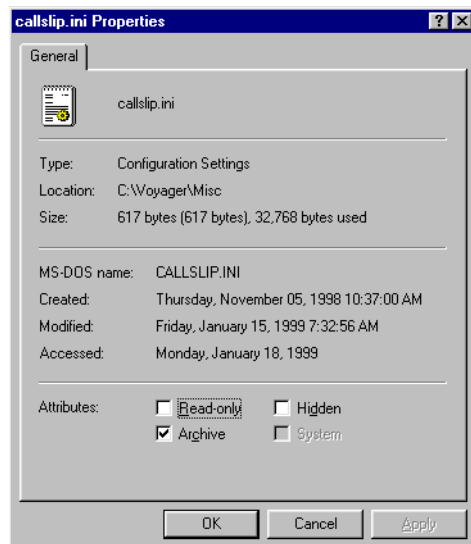 callslip.ini Properties
General
callslip.ini
Type: Configuration Settings
Location: C:\Voyager\Misc
Size: 617 bytes (617 bytes), 32,768 bytes used
MS-DOS name: CALLSLIP.INI
Created: Thursday, November 05, 1998 10:37:00 AM
Modified: Friday, January 15, 1999 7:32:56 AM
Accessed: Monday, January 18, 1999
Attributes: Read-only Hidden
Archive System
OK Cancel Apply